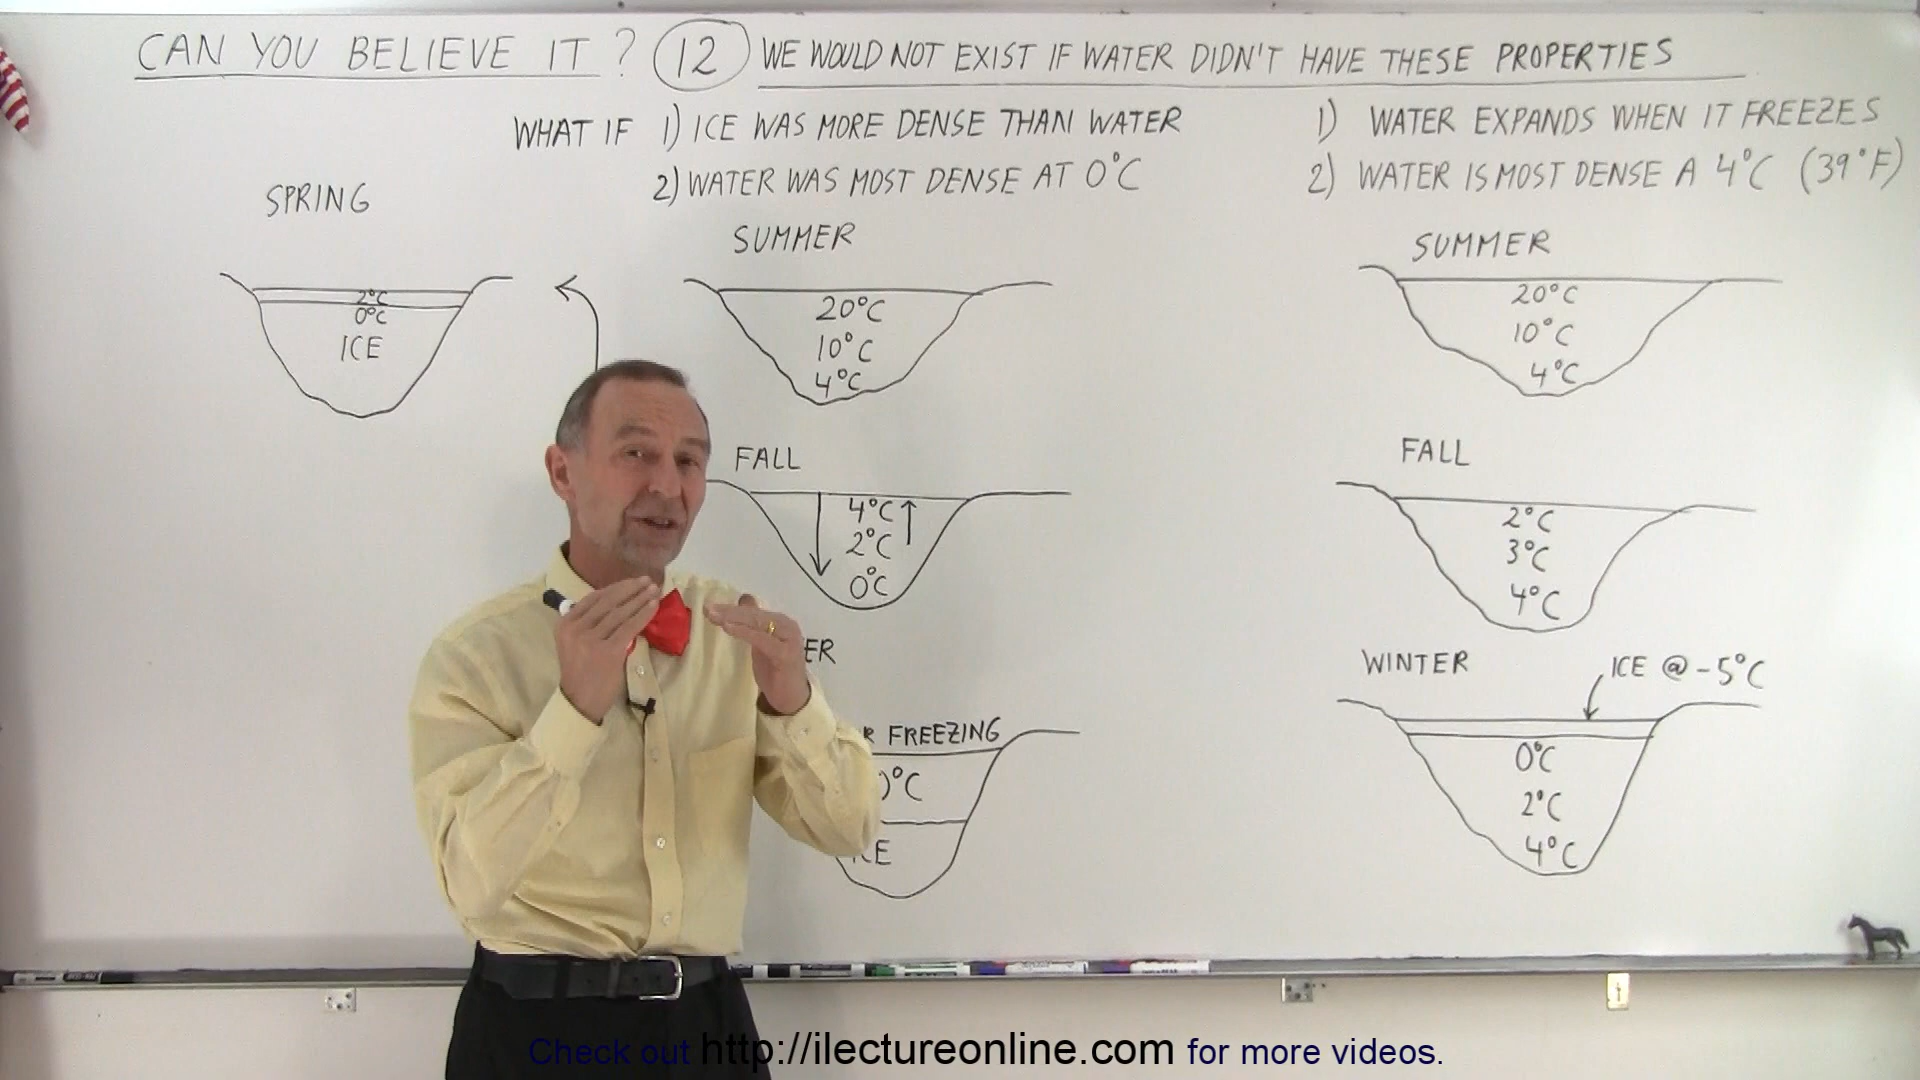 CAN YOU BELIEVE IT? 12 WE WOULD NOT EXIST IF WATER DIDN'T HAVE THESE PROPERTIES
WHAT IF 1) ICE WAS MORE DENSE THAN WATER
2) WATER WAS MOST DENSE AT 0°C
1) WATER EXPANDS WHEN IT FREEZES
2) WATER IS MOST DENSE A 4°C (39°F)
SPRING
2°C
0°C
ICE
SUMMER
20°C
10°C
4°C
FALL
4°C
2°C
0°C
FREEZING
SUMMER
20°C
10°C
4°C
FALL
2°C
3°C
4°C
WINTER
ICE @ -5°C
0°C
2°C
4°C
Check out http://ilectureonline.com for more videos.